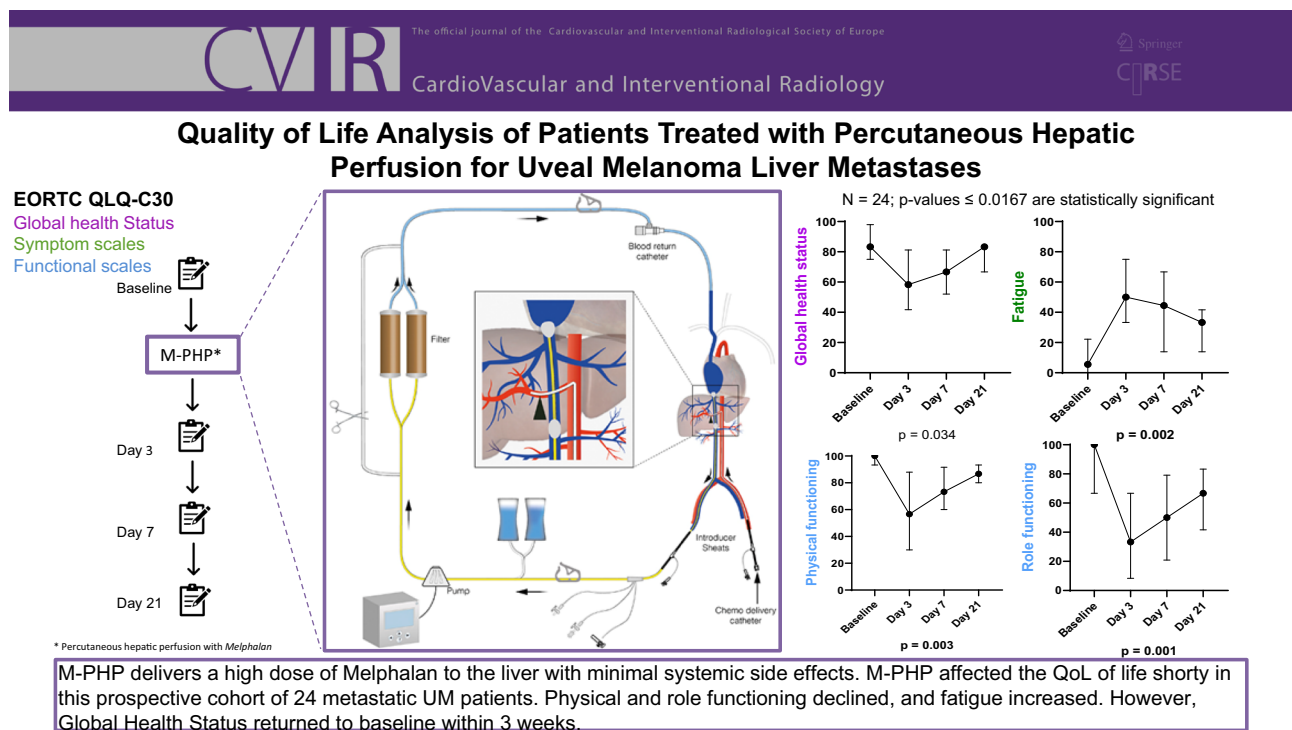 CVIR
The official journal of the Cardiovascular and Interventional Radiological Society of Europe
CardioVascular and Interventional Radiology
Springer
CIRSE
Quality of Life Analysis of Patients Treated with Percutaneous Hepatic
Perfusion for Uveal Melanoma Liver Metastases
EORTC QLQ-C30
Global health Status
Symptom scales
Functional scales
Baseline
M-PHP*
Day 3
Day 7
Day 21
* Percutaneous hepatic perfusion with Melphalan
Blood return
catheter
Filter
Introducer
Sheats
Pump
Chemo delivery
catheter
N = 24; p-values ≤ 0.0167 are statistically significant
Global health status
100
80
60
40
20
0
Baseline
Day 3
Day 7
Day 21
p = 0.034
Fatigue
100
80
60
40
20
0
Baseline
Day 3
Day 7
Day 21
p = 0.002
Physical functioning
100
80
60
40
20
0
Baseline
Day 3
Day 7
Day 21
p = 0.003
Role functioning
100
80
60
40
20
0
Baseline
Day 3
Day 7
Day 21
p = 0.001
M-PHP delivers a high dose of Melphalan to the liver with minimal systemic side effects. M-PHP affected the QoL of life shorty in
this prospective cohort of 24 metastatic UM patients. Physical and role functioning declined, and fatigue increased. However,
Global Health Status returned to baseline within 3 weeks.